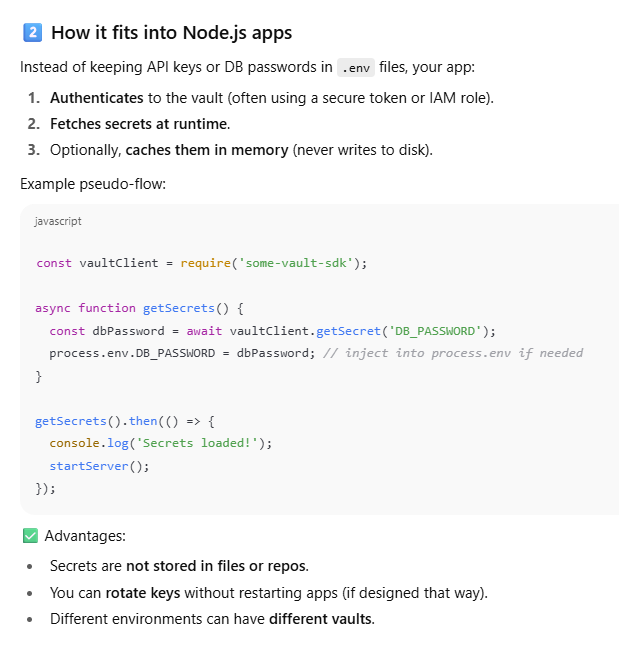 2 How it fits into Node.js apps
Instead of keeping API keys or DB passwords in .env files, your app:
1. Authenticates to the vault (often using a secure token or IAM role).
2. Fetches secrets at runtime.
3. Optionally, caches them in memory (never writes to disk).
Example pseudo-flow:
javascript
const vaultClient = require('some-vault-sdk');
async function getSecrets() {
  const dbPassword = await vaultClient.getSecret('DB_PASSWORD');
  process.env.DB_PASSWORD = dbPassword; // inject into process.env if needed
}
getSecrets().then(() => {
  console.log('Secrets loaded!');
  startServer();
});
✅ Advantages:
• Secrets are not stored in files or repos.
• You can rotate keys without restarting apps (if designed that way).
• Different environments can have different vaults.